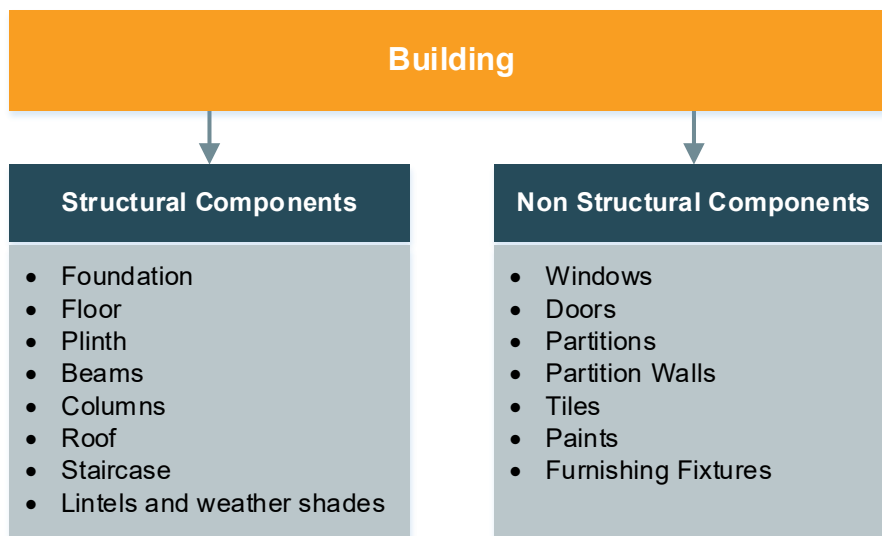 Building
Structural Components
• Foundation
• Floor
• Plinth
• Beams
• Columns
• Roof
• Staircase
• Lintels and weather shades
Non Structural Components
• Windows
• Doors
• Partitions
• Partition Walls
• Tiles
• Paints
• Furnishing Fixtures